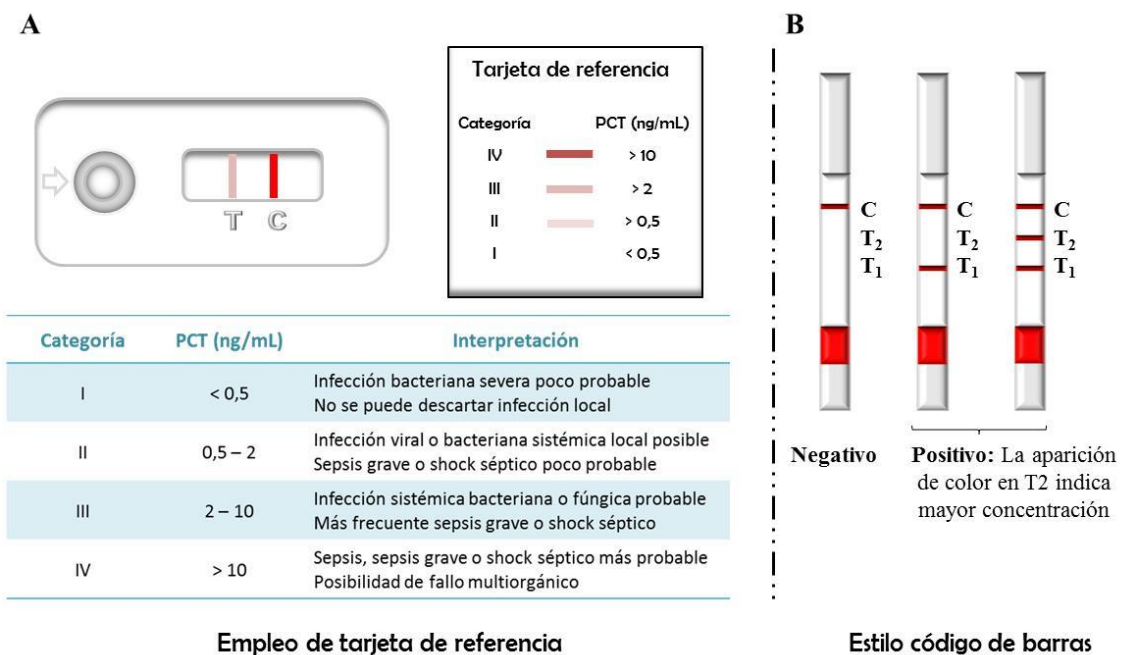 A
T C
Tarjeta de referencia
Categoría PCT (ng/mL)
IV > 10
III > 2
II > 0,5
I < 0,5
Categoría PCT (ng/mL) Interpretación
I < 0,5 Infección bacteriana severa poco probable
No se puede descartar infección local
II 0,5 – 2 Infección viral o bacteriana sistémica local posible
Sepsis grave o shock séptico poco probable
III 2 – 10 Infección sistémica bacteriana o fúngica probable
Más frecuente sepsis grave o shock séptico
IV > 10 Sepsis, sepsis grave o shock séptico más probable
Posibilidad de fallo multiorgánico
Empleo de tarjeta de referencia
B
C C C
T2 T2 T2
T1 T1 T1
Negativo
Positivo: La aparición
de color en T2 indica
mayor concentración
Estilo código de barras